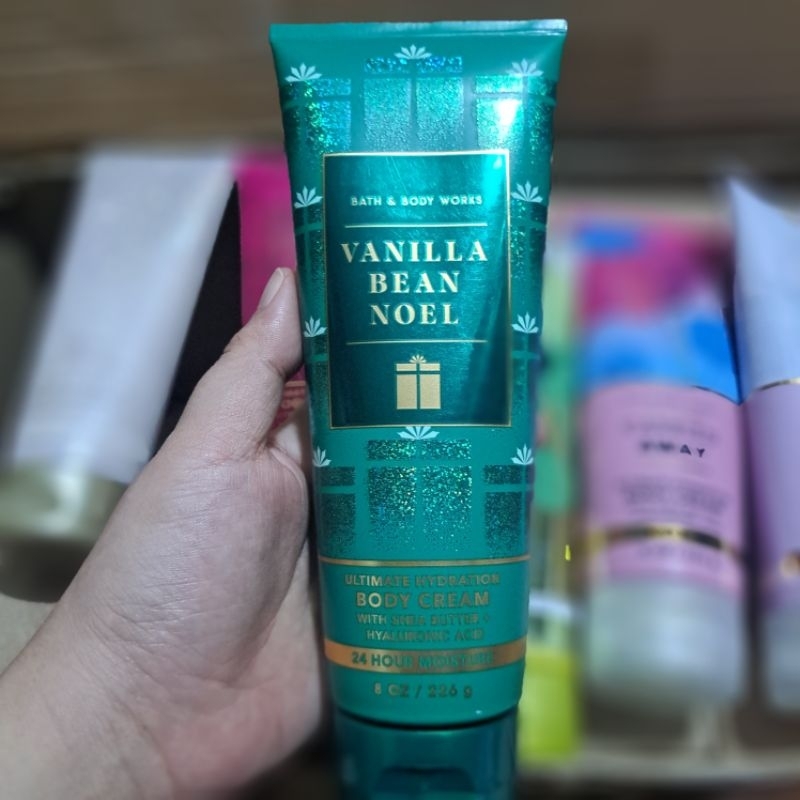 BATH & BODY WORKS
VANILLA
BEAN
NOEL
ULTIMATE HYDRATION
BODY CREAM
WITH SHEA BUTTER +
HYALURONIC ACID
24 HOUR MOISTURE
8 OZ / 226 g
SWAY